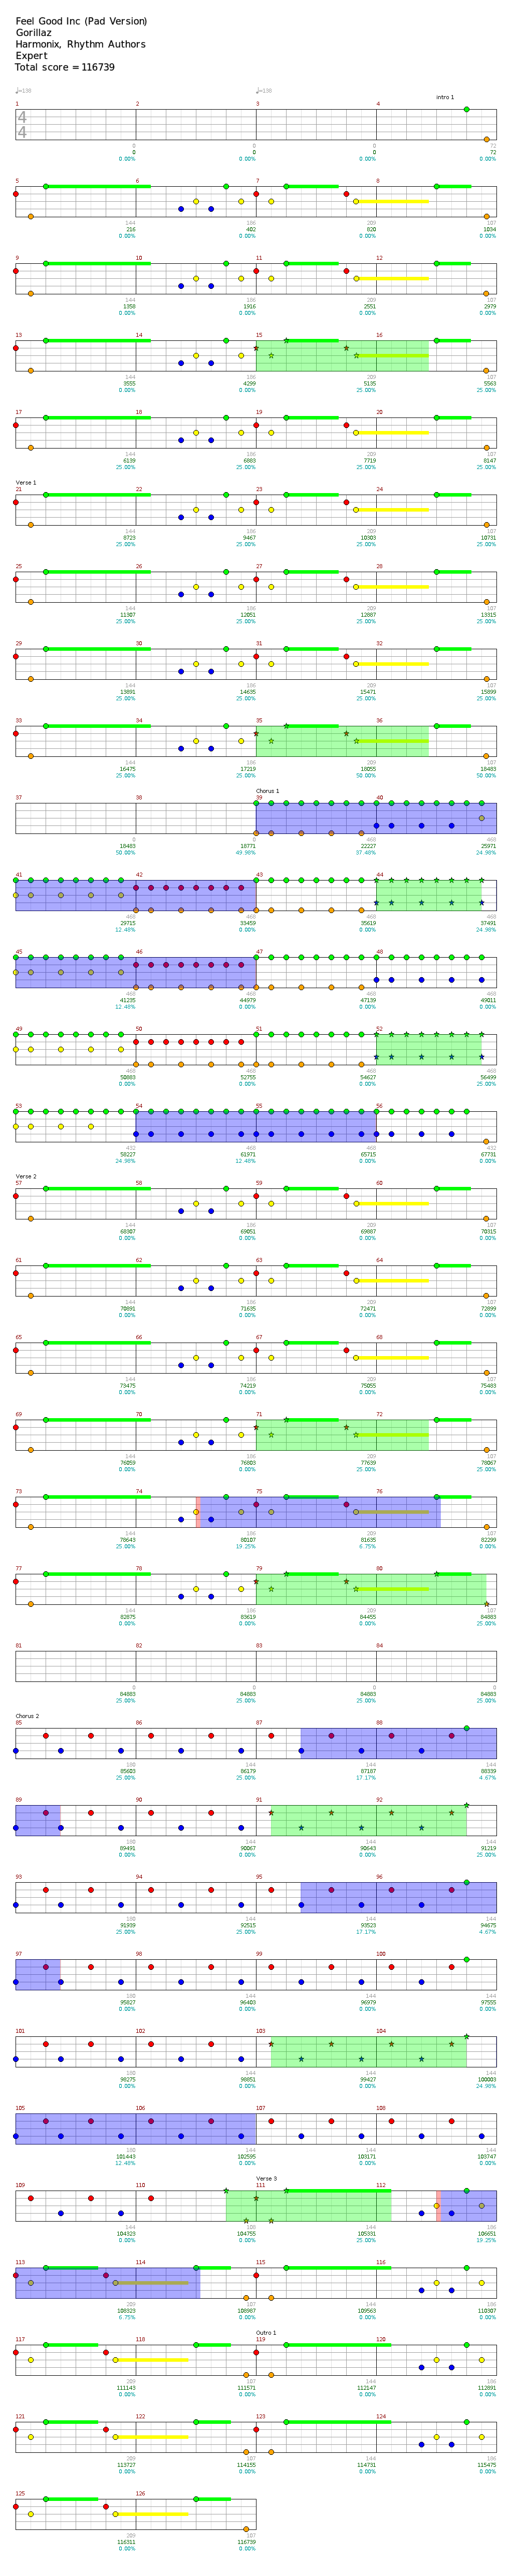 Feel Good Inc (Pad Version)
Gorillaz
Harmonix, Rhythm Authors
Expert
Total score = 116739
♩=138 ♩=138
intro 1
1 2 3 4
4
4
0 0 0 72
0 0 0 72
0.00% 0.00% 0.00% 0.00%
5 6 7 8
144 186 209 107
216 402 820 1034
0.00% 0.00% 0.00% 0.00%
9 10 11 12
144 186 209 107
1358 1916 2551 2979
0.00% 0.00% 0.00% 0.00%
13 14 15 16
144 186 209 107
3555 4299 5135 5563
0.00% 0.00% 25.00% 25.00%
17 18 19 20
144 186 209 107
6139 6883 7719 8147
25.00% 25.00% 25.00% 25.00%
Verse 1
21 22 23 24
144 186 209 107
8723 9467 10303 10731
25.00% 25.00% 25.00% 25.00%
25 26 27 28
144 186 209 107
11307 12051 12887 13315
25.00% 25.00% 25.00% 25.00%
29 30 31 32
144 186 209 107
13891 14635 15471 15899
25.00% 25.00% 25.00% 25.00%
33 34 35 36
144 186 209 107
16475 17219 18055 18483
25.00% 25.00% 50.00% 50.00%
Chorus 1
37 38 39 40
0 0 468 468
18483 18771 22227 25971
50.00% 49.98% 37.48% 24.98%
41 42 43 44
468 468 468 468
29715 33459 35619 37491
12.48% 0.00% 0.00% 24.98%
45 46 47 48
468 468 468 468
41235 44979 47139 49011
12.48% 0.00% 0.00% 0.00%
49 50 51 52
468 468 468 468
50883 52755 54627 56499
0.00% 0.00% 0.00% 25.00%
53 54 55 56
432 468 468 432
58227 61971 65715 67731
24.98% 12.48% 0.00% 0.00%
Verse 2
57 58 59 60
144 186 209 107
68307 69051 69887 70315
0.00% 0.00% 0.00% 0.00%
61 62 63 64
144 186 209 107
70891 71635 72471 72899
0.00% 0.00% 0.00% 0.00%
65 66 67 68
144 186 209 107
73475 74219 75055 75483
0.00% 0.00% 0.00% 0.00%
69 70 71 72
144 186 209 107
76059 76803 77639 78067
0.00% 0.00% 25.00% 25.00%
73 74 75 76
144 186 209 107
78643 80107 81635 82299
25.00% 19.25% 6.75% 0.00%
77 78 79 80
144 186 209 107
82875 83619 84455 84883
0.00% 0.00% 25.00% 25.00%
81 82 83 84
0 0 0 0
84883 84883 84883 84883
25.00% 25.00% 25.00% 25.00%
Chorus 2
85 86 87 88
180 144 144 144
85603 86179 87187 88339
25.00% 25.00% 17.17% 4.67%
89 90 91 92
180 144 144 144
89491 90067 90643 91219
0.00% 0.00% 0.00% 25.00%
93 94 95 96
180 144 144 144
91939 92515 93523 94675
25.00% 25.00% 17.17% 4.67%
97 98 99 100
180 144 144 144
95827 96403 96979 97555
0.00% 0.00% 0.00% 0.00%
101 102 103 104
180 144 144 144
98275 98851 99427 100003
0.00% 0.00% 0.00% 24.98%
105 106 107 108
180 144 144 144
101443 102595 103171 103747
12.48% 0.00% 0.00% 0.00%
Verse 3
109 110 111 112
144 108 144 186
104323 104755 105331 106651
0.00% 0.00% 25.00% 19.25%
113 114 115 116
209 107 144 186
108323 108987 109563 110307
6.75% 0.00% 0.00% 0.00%
Outro 1
117 118 119 120
209 107 144 186
111143 111571 112147 112891
0.00% 0.00% 0.00% 0.00%
121 122 123 124
209 107 144 186
113727 114155 114731 115475
0.00% 0.00% 0.00% 0.00%
125 126
209 107
116311 116739
0.00% 0.00%